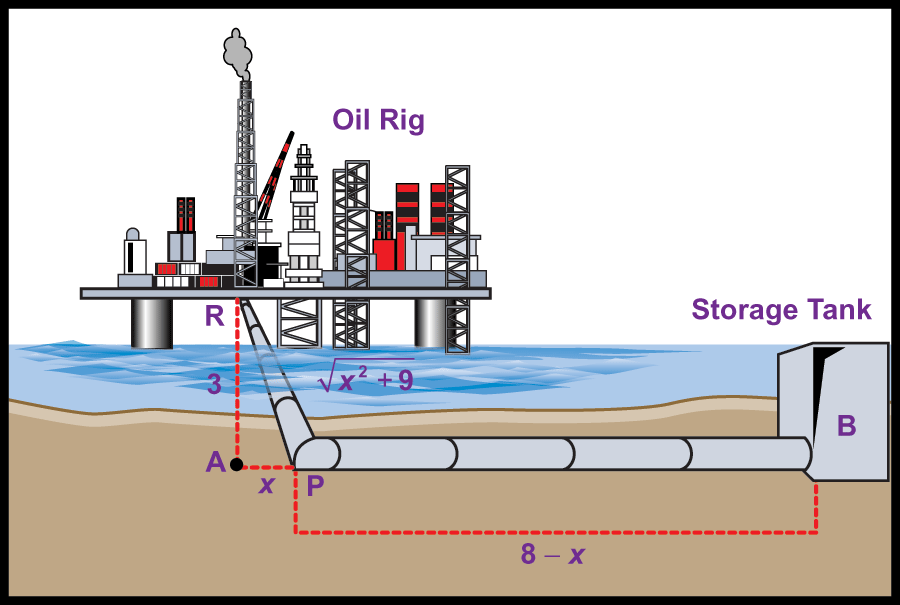 Oil Rig
R
Storage Tank
3
√x² + 9
B
A
x
P
8 – x